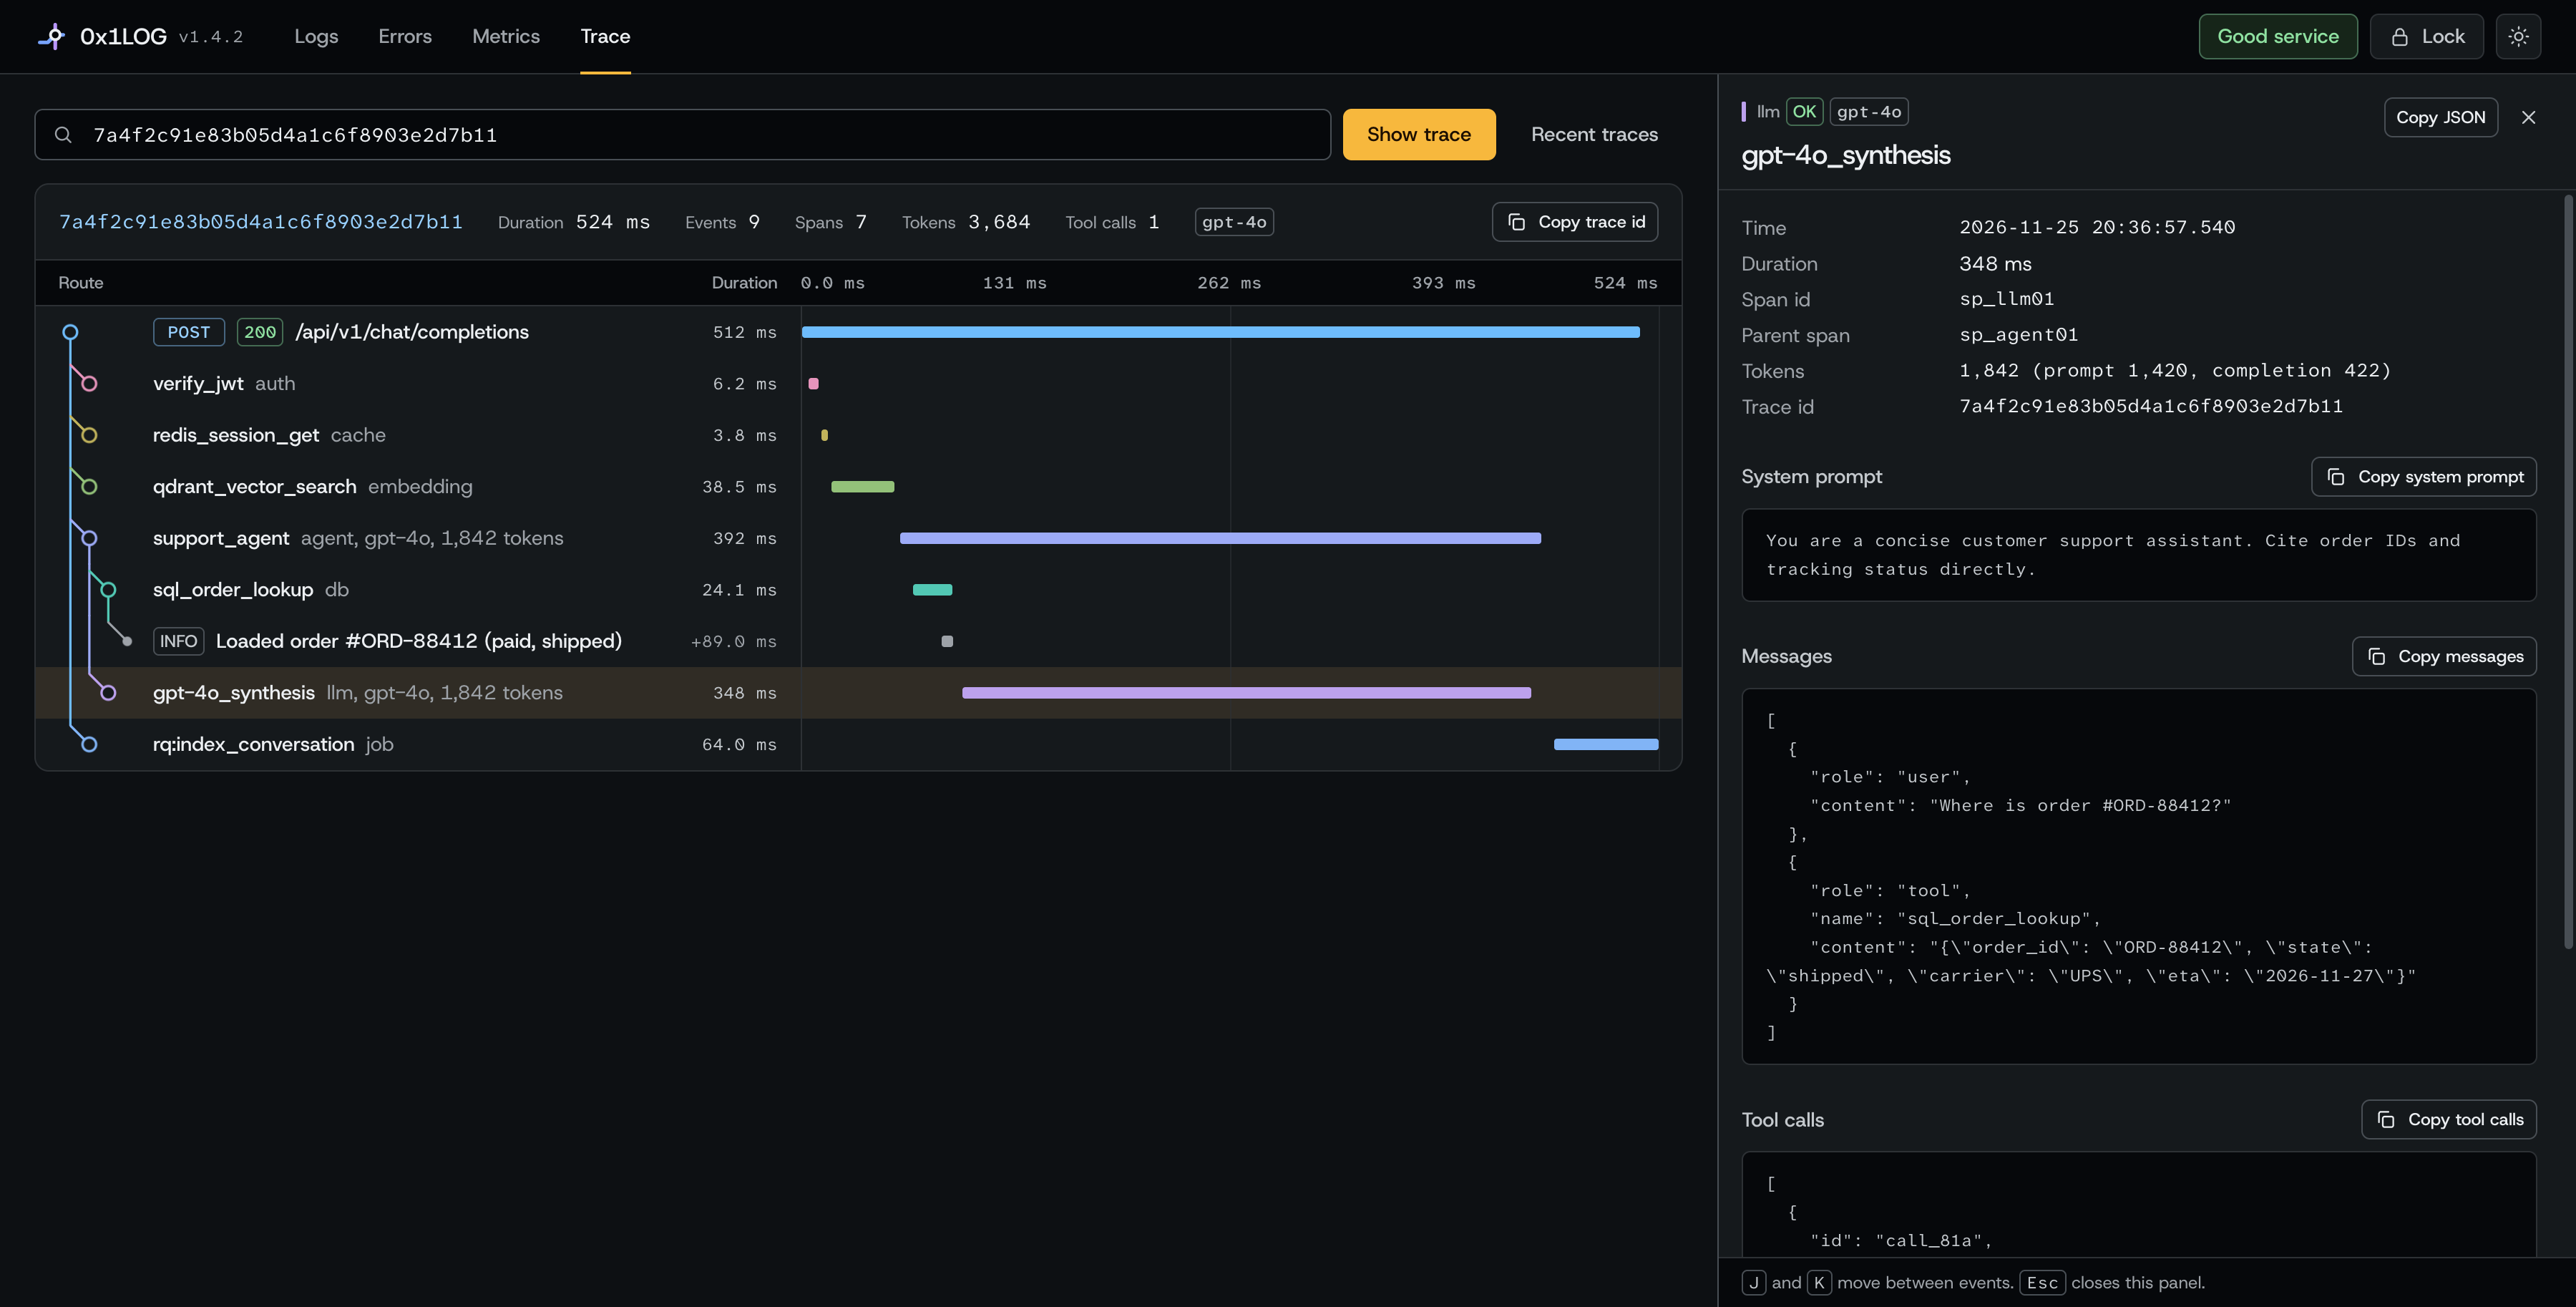 0x1LOG v1.4.2 Logs Errors Metrics Trace Good service Lock
7a4f2c91e83b05d4a1c6f8903e2d7b11 Show trace Recent traces
7a4f2c91e83b05d4a1c6f8903e2d7b11 Duration 524 ms Events 9 Spans 7 Tokens 3,684 Tool calls 1 gpt-4o Copy trace id
Route Duration 0.0 ms 131 ms 262 ms 393 ms 524 ms
POST 200 /api/v1/chat/completions 512 ms
verify_jwt auth 6.2 ms
redis_session_get cache 3.8 ms
qdrant_vector_search embedding 38.5 ms
support_agent agent, gpt-4o, 1,842 tokens 392 ms
sql_order_lookup db 24.1 ms
INFO Loaded order #ORD-88412 (paid, shipped) +89.0 ms
gpt-4o_synthesis llm, gpt-4o, 1,842 tokens 348 ms
rq:index_conversation job 64.0 ms
llm OK gpt-4o Copy JSON
gpt-4o_synthesis
Time 2026-11-25 20:36:57.540
Duration 348 ms
Span id sp_llm01
Parent span sp_agent01
Tokens 1,842 (prompt 1,420, completion 422)
Trace id 7a4f2c91e83b05d4a1c6f8903e2d7b11
System prompt Copy system prompt
You are a concise customer support assistant. Cite order IDs and
tracking status directly.
Messages Copy messages
[
{
"role": "user",
"content": "Where is order #ORD-88412?"
},
{
"role": "tool",
"name": "sql_order_lookup",
"content": "{\"order_id\": \"ORD-88412\", \"state\":
\"shipped\", \"carrier\": \"UPS\", \"eta\": \"2026-11-27\"}"
}
]
Tool calls Copy tool calls
[
{
"id": "call_81a",
J and K move between events. Esc closes this panel.